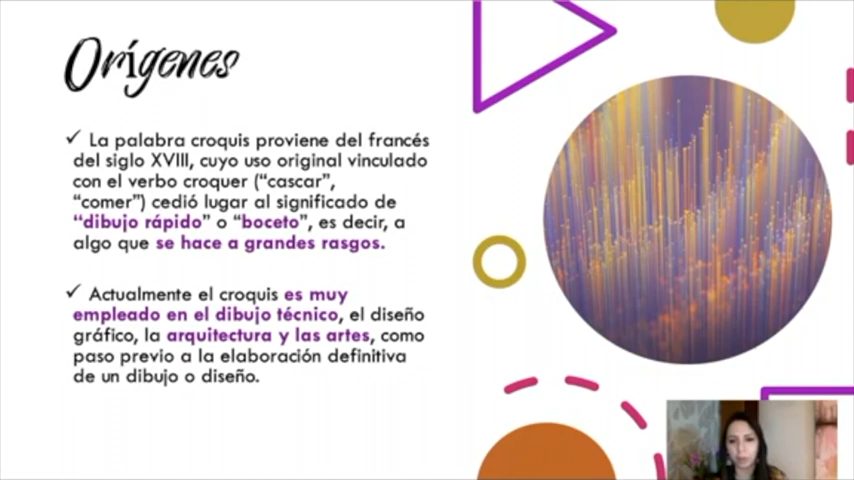 Orígenes
✓ La palabra croquis proviene del francés
del siglo XVIII, cuyo uso original vinculado
con el verbo croquer (“cascar”,
“comer”) cedió lugar al significado de
“dibujo rápido” o “boceto”, es decir, a
algo que se hace a grandes rasgos.
✓ Actualmente el croquis es muy
empleado en el dibujo técnico, el diseño
gráfico, la arquitectura y las artes, como
paso previo a la elaboración definitiva
de un dibujo o diseño.